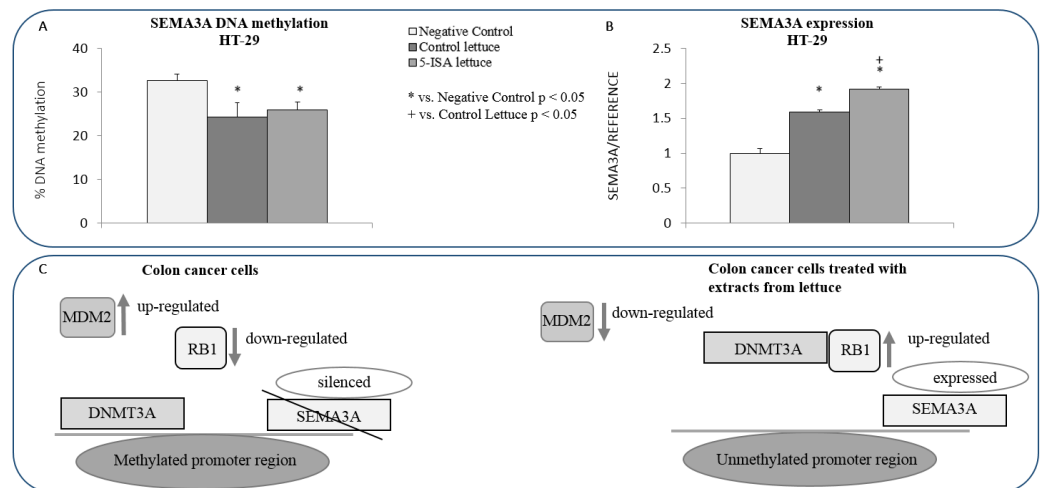 A
SEMA3A DNA methylation
HT-29
% DNA methylation
40
30
20
10
0
*
*
Negative Control
Control lettuce
5-ISA lettuce
* vs. Negative Control p < 0.05
+ vs. Control Lettuce p < 0.05
B
SEMA3A expression
HT-29
SEMA3A/REFERENCE
2.5
2
1.5
1
0.5
0
*
+
*
C
Colon cancer cells
MDM2
up-regulated
RB1
down-regulated
silenced
DNMT3A
SEMA3A
Methylated promoter region
Colon cancer cells treated with
extracts from lettuce
MDM2
down-regulated
DNMT3A
RB1
up-regulated
expressed
SEMA3A
Unmethylated promoter region